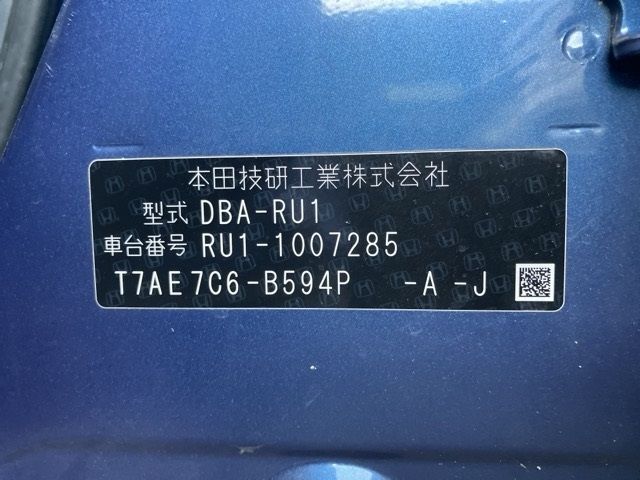 本田技研工業株式会社
型式 DBA-RU1
車台番号 RU1-1007285
T7AE7C6-B594P -A -J